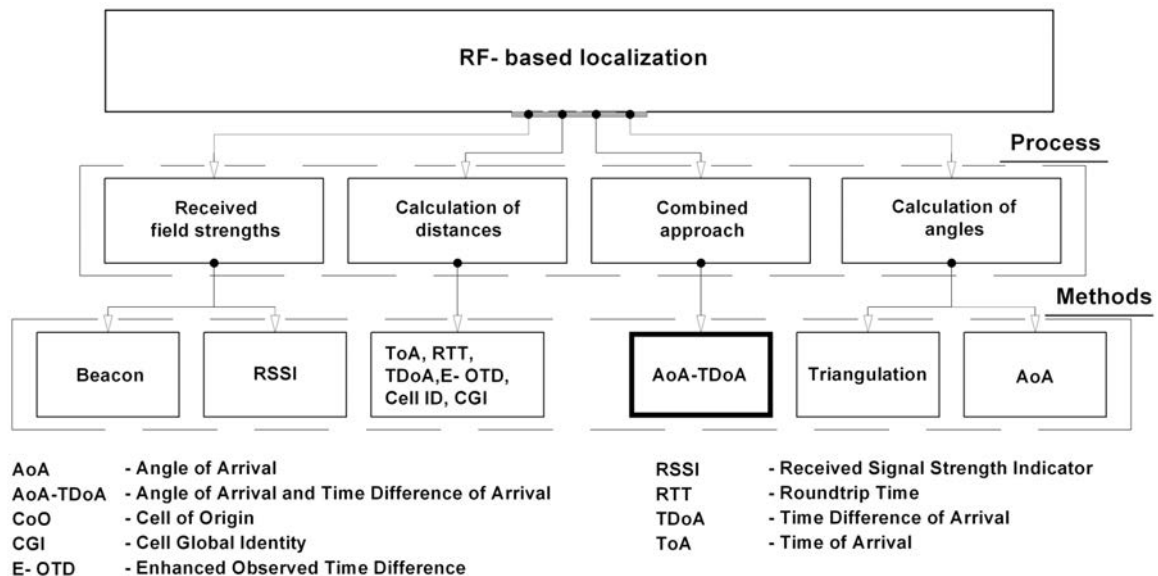 RF- based localization
Process
Received
field strengths
Calculation of
distances
Combined
approach
Calculation of
angles
Methods
Beacon
RSSI
ToA, RTT,
TDoA,E- OTD,
Cell ID, CGI
AoA-TDoA
Triangulation
AoA
AoA - Angle of Arrival
AoA-TDoA - Angle of Arrival and Time Difference of Arrival
CoO - Cell of Origin
CGI - Cell Global Identity
E- OTD - Enhanced Observed Time Difference
RSSI - Received Signal Strength Indicator
RTT - Roundtrip Time
TDoA - Time Difference of Arrival
ToA - Time of Arrival